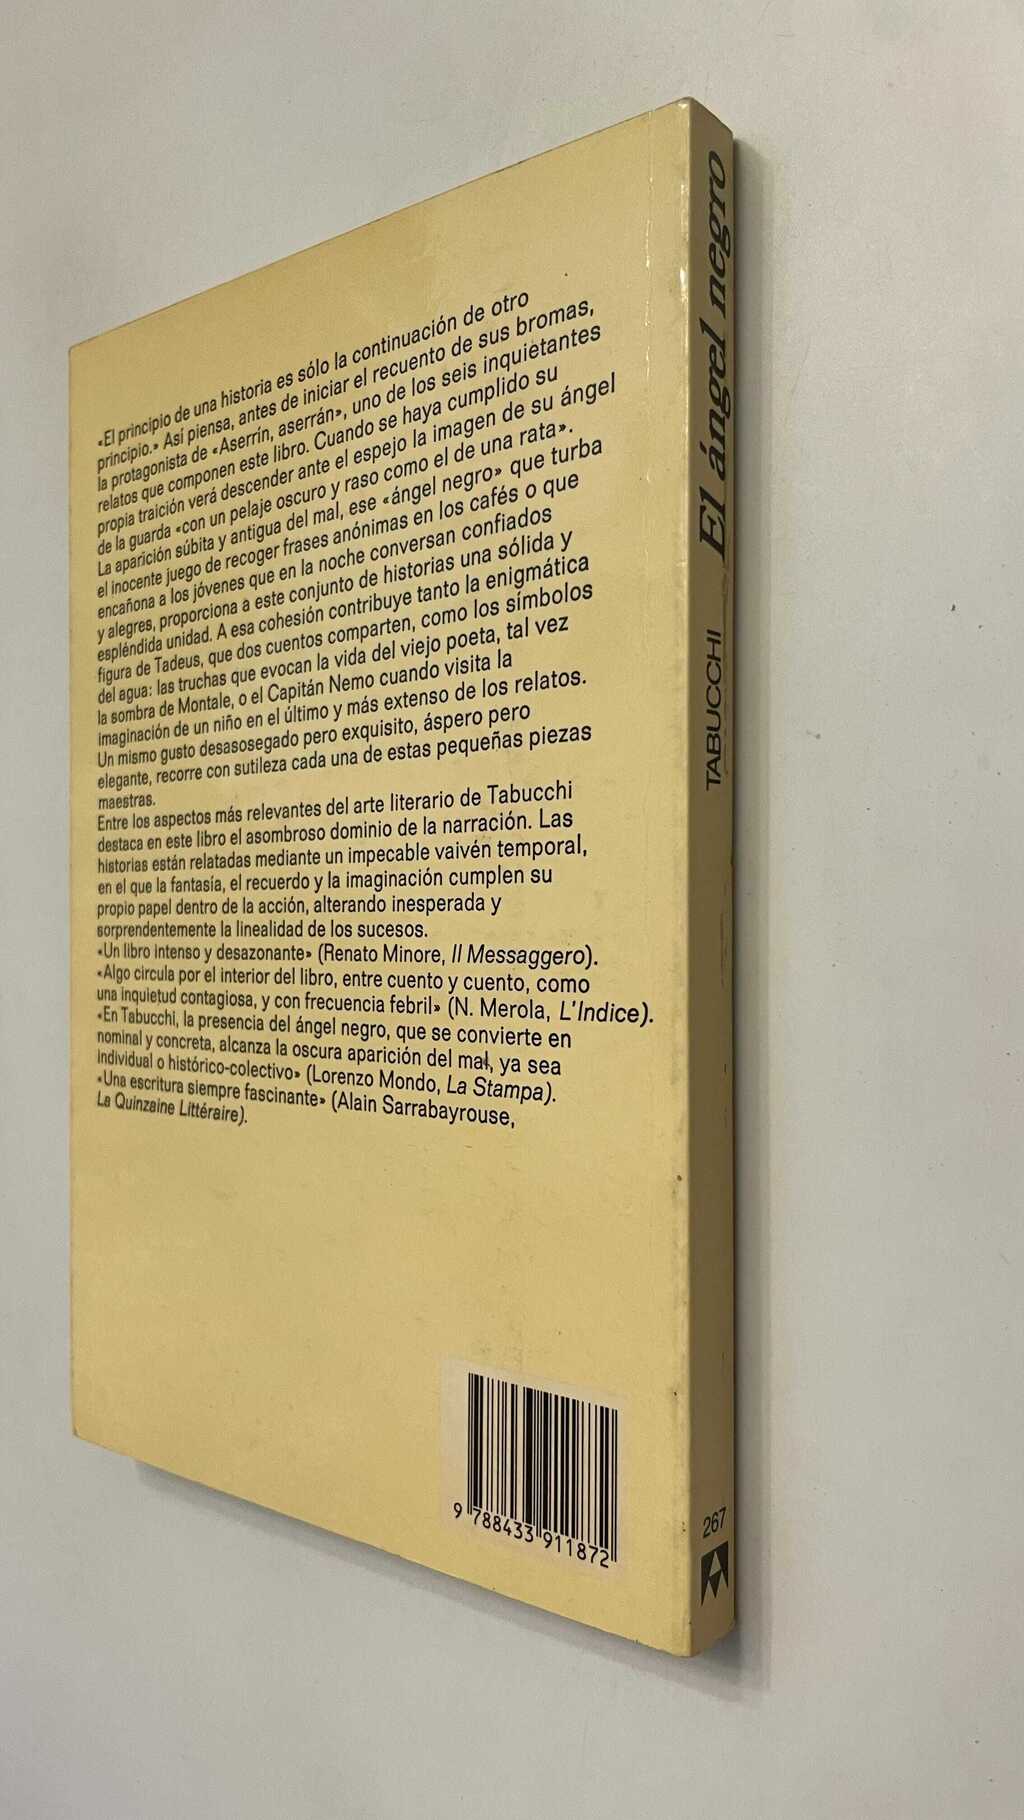 «El principio de una historia es sólo la continuación de otro
principio.» Así piensa, antes de iniciar el recuento de sus bromas,
la protagonista de «Aserrín, aserrán», uno de los seis inquietantes
relatos que componen este libro. Cuando se haya cumplido su
propia traición verá descender ante el espejo la imagen de su ángel
de la guarda «con un pelaje oscuro y raso como el de una rata».
La aparición súbita y antigua del mal, ese «ángel negro» que turba
el inocente juego de recoger frases anónimas en los cafés o que
encañona a los jóvenes que en la noche conversan confiados
y alegres, proporciona a este conjunto de historias una sólida y
espléndida unidad. A esa cohesión contribuye tanto la enigmática
figura de Tadeus, que dos cuentos comparten, como los símbolos
del agua: las truchas que evocan la vida del viejo poeta, tal vez
la sombra de Montale, o el Capitán Nemo cuando visita la
imaginación de un niño en el último y más extenso de los relatos.
Un mismo gusto desasosegado pero exquisito, áspero pero
elegante, recorre con sutileza cada una de estas pequeñas piezas
maestras.
Entre los aspectos más relevantes del arte literario de Tabucchi
destaca en este libro el asombroso dominio de la narración. Las
historias están relatadas mediante un impecable vaivén temporal,
en el que la fantasía, el recuerdo y la imaginación cumplen su
propio papel dentro de la acción, alterando inesperada y
sorprendentemente la linealidad de los sucesos.
«Un libro intenso y desazonante» (Renato Minore, Il Messaggero).
«Algo circula por el interior del libro, entre cuento y cuento, como
una inquietud contagiosa, y con frecuencia febril» (N. Merola, L'Indice).
«En Tabucchi, la presencia del ángel negro, que se convierte en
nominal y concreta, alcanza la oscura aparición del mal, ya sea
individual o histórico-colectivo» (Lorenzo Mondo, La Stampa).
«Una escritura siempre fascinante» (Alain Sarrabayrouse,
La Quinzaine Littéraire).
9 788433 911872
TABUCCHI El ángel negro
267